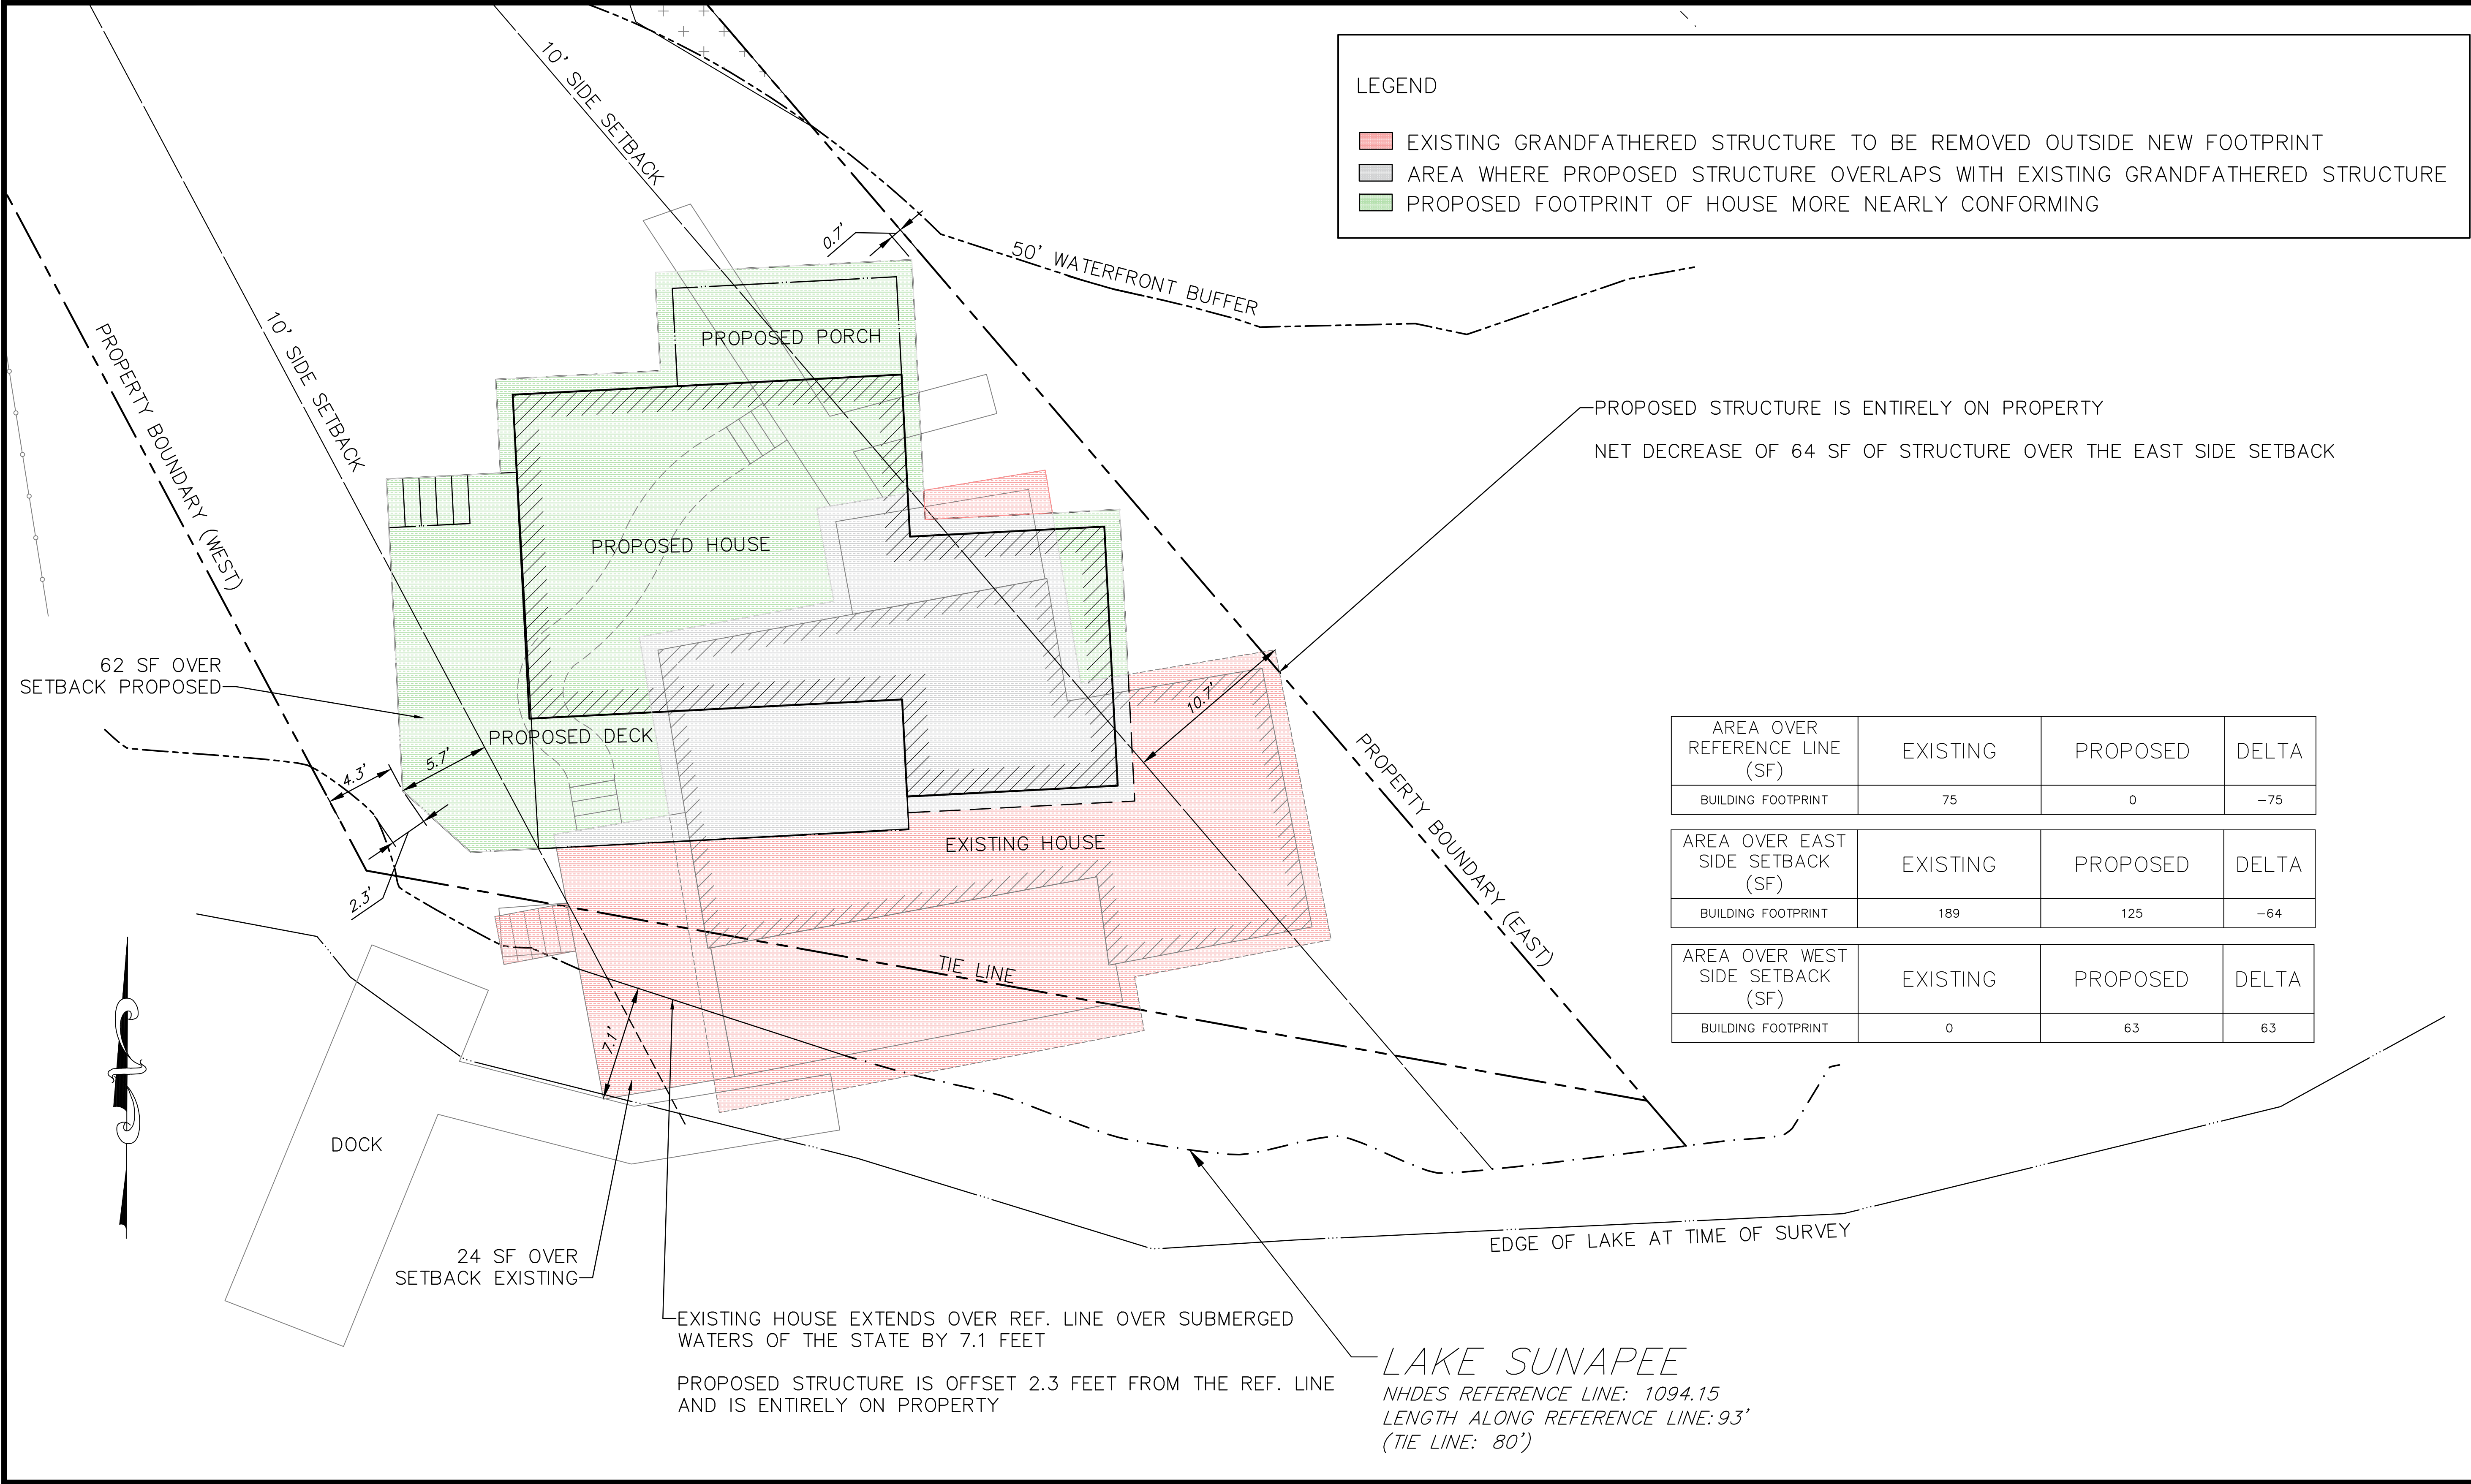 LEGEND
EXISTING GRANDFATHERED STRUCTURE TO BE REMOVED OUTSIDE NEW FOOTPRINT
AREA WHERE PROPOSED STRUCTURE OVERLAPS WITH EXISTING GRANDFATHERED STRUCTURE
PROPOSED FOOTPRINT OF HOUSE MORE NEARLY CONFORMING
10' SIDE SETBACK
0.7'
50' WATERFRONT BUFFER
PROPERTY BOUNDARY (WEST)
10' SIDE SETBACK
PROPOSED PORCH
PROPOSED STRUCTURE IS ENTIRELY ON PROPERTY
NET DECREASE OF 64 SF OF STRUCTURE OVER THE EAST SIDE SETBACK
PROPOSED HOUSE
62 SF OVER
SETBACK PROPOSED
PROPOSED DECK
4.3'
5.7'
2.3'
10.7'
EXISTING HOUSE
PROPERTY BOUNDARY (EAST)
TIE LINE
7.1'
AREA OVER
REFERENCE LINE
(SF) EXISTING PROPOSED DELTA
BUILDING FOOTPRINT 75 0 -75
AREA OVER EAST
SIDE SETBACK
(SF) EXISTING PROPOSED DELTA
BUILDING FOOTPRINT 189 125 -64
AREA OVER WEST
SIDE SETBACK
(SF) EXISTING PROPOSED DELTA
BUILDING FOOTPRINT 0 63 63
DOCK
24 SF OVER
SETBACK EXISTING
EDGE OF LAKE AT TIME OF SURVEY
EXISTING HOUSE EXTENDS OVER REF. LINE OVER SUBMERGED
WATERS OF THE STATE BY 7.1 FEET
PROPOSED STRUCTURE IS OFFSET 2.3 FEET FROM THE REF. LINE
AND IS ENTIRELY ON PROPERTY
LAKE SUNAPEE
NHDES REFERENCE LINE: 1094.15
LENGTH ALONG REFERENCE LINE: 93'
(TIE LINE: 80')